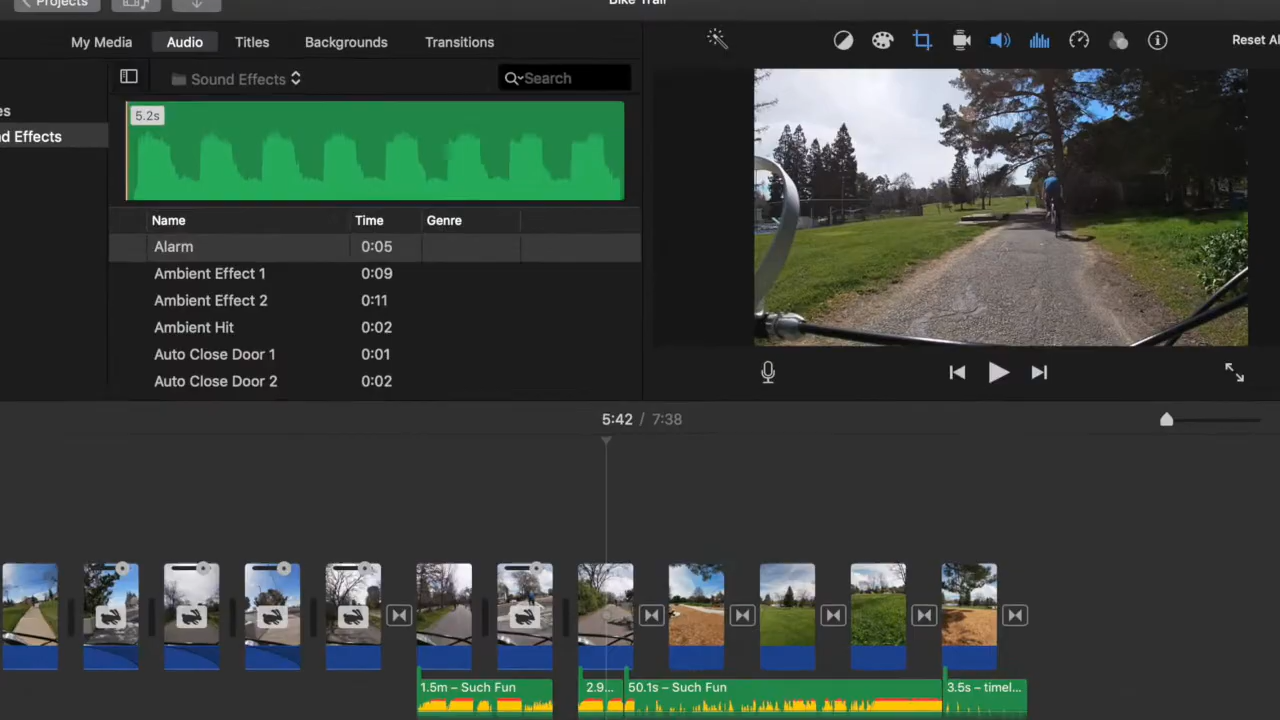 Projects
Bike Trail
My Media Audio Titles Backgrounds Transitions
Reset Al
Sound Effects
Search
es
d Effects
5.2s
Name Time Genre
Alarm 0:05
Ambient Effect 1 0:09
Ambient Effect 2 0:11
Ambient Hit 0:02
Auto Close Door 1 0:01
Auto Close Door 2 0:02
5:42 / 7:38
1.5m – Such Fun
2.9...
50.1s – Such Fun
3.5s – timel...